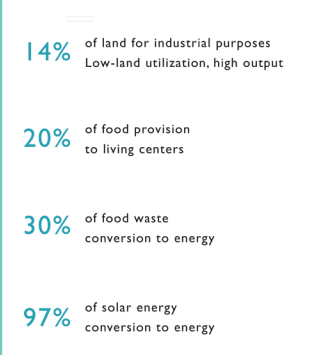 14%
of land for industrial purposes
Low-land utilization, high output
20%
of food provision
to living centers
30%
of food waste
conversion to energy
97%
of solar energy
conversion to energy